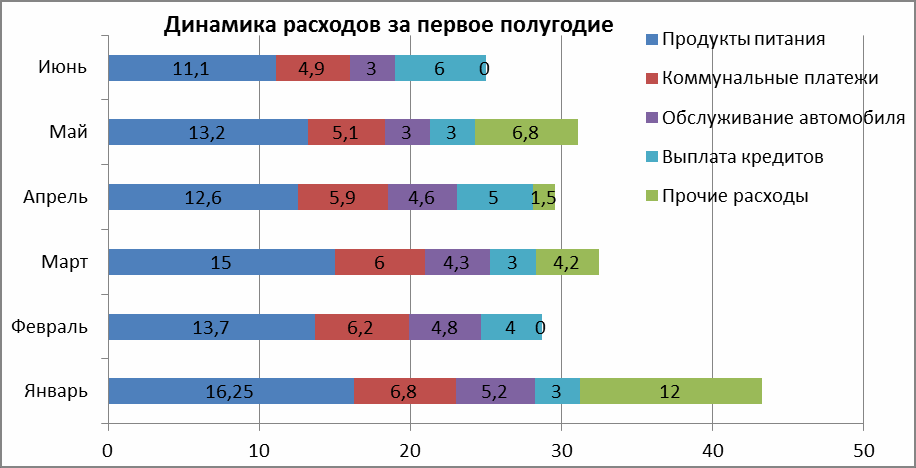 Динамика расходов за первое полугодие
Продукты питания
Коммунальные платежи
Обслуживание автомобиля
Выплата кредитов
Прочие расходы
Июнь 11,1 4,9 3 6 0
Май 13,2 5,1 3 3 6,8
Апрель 12,6 5,9 4,6 5 1,5
Март 15 6 4,3 3 4,2
Февраль 13,7 6,2 4,8 4 0
Январь 16,25 6,8 5,2 3 12
0 10 20 30 40 50